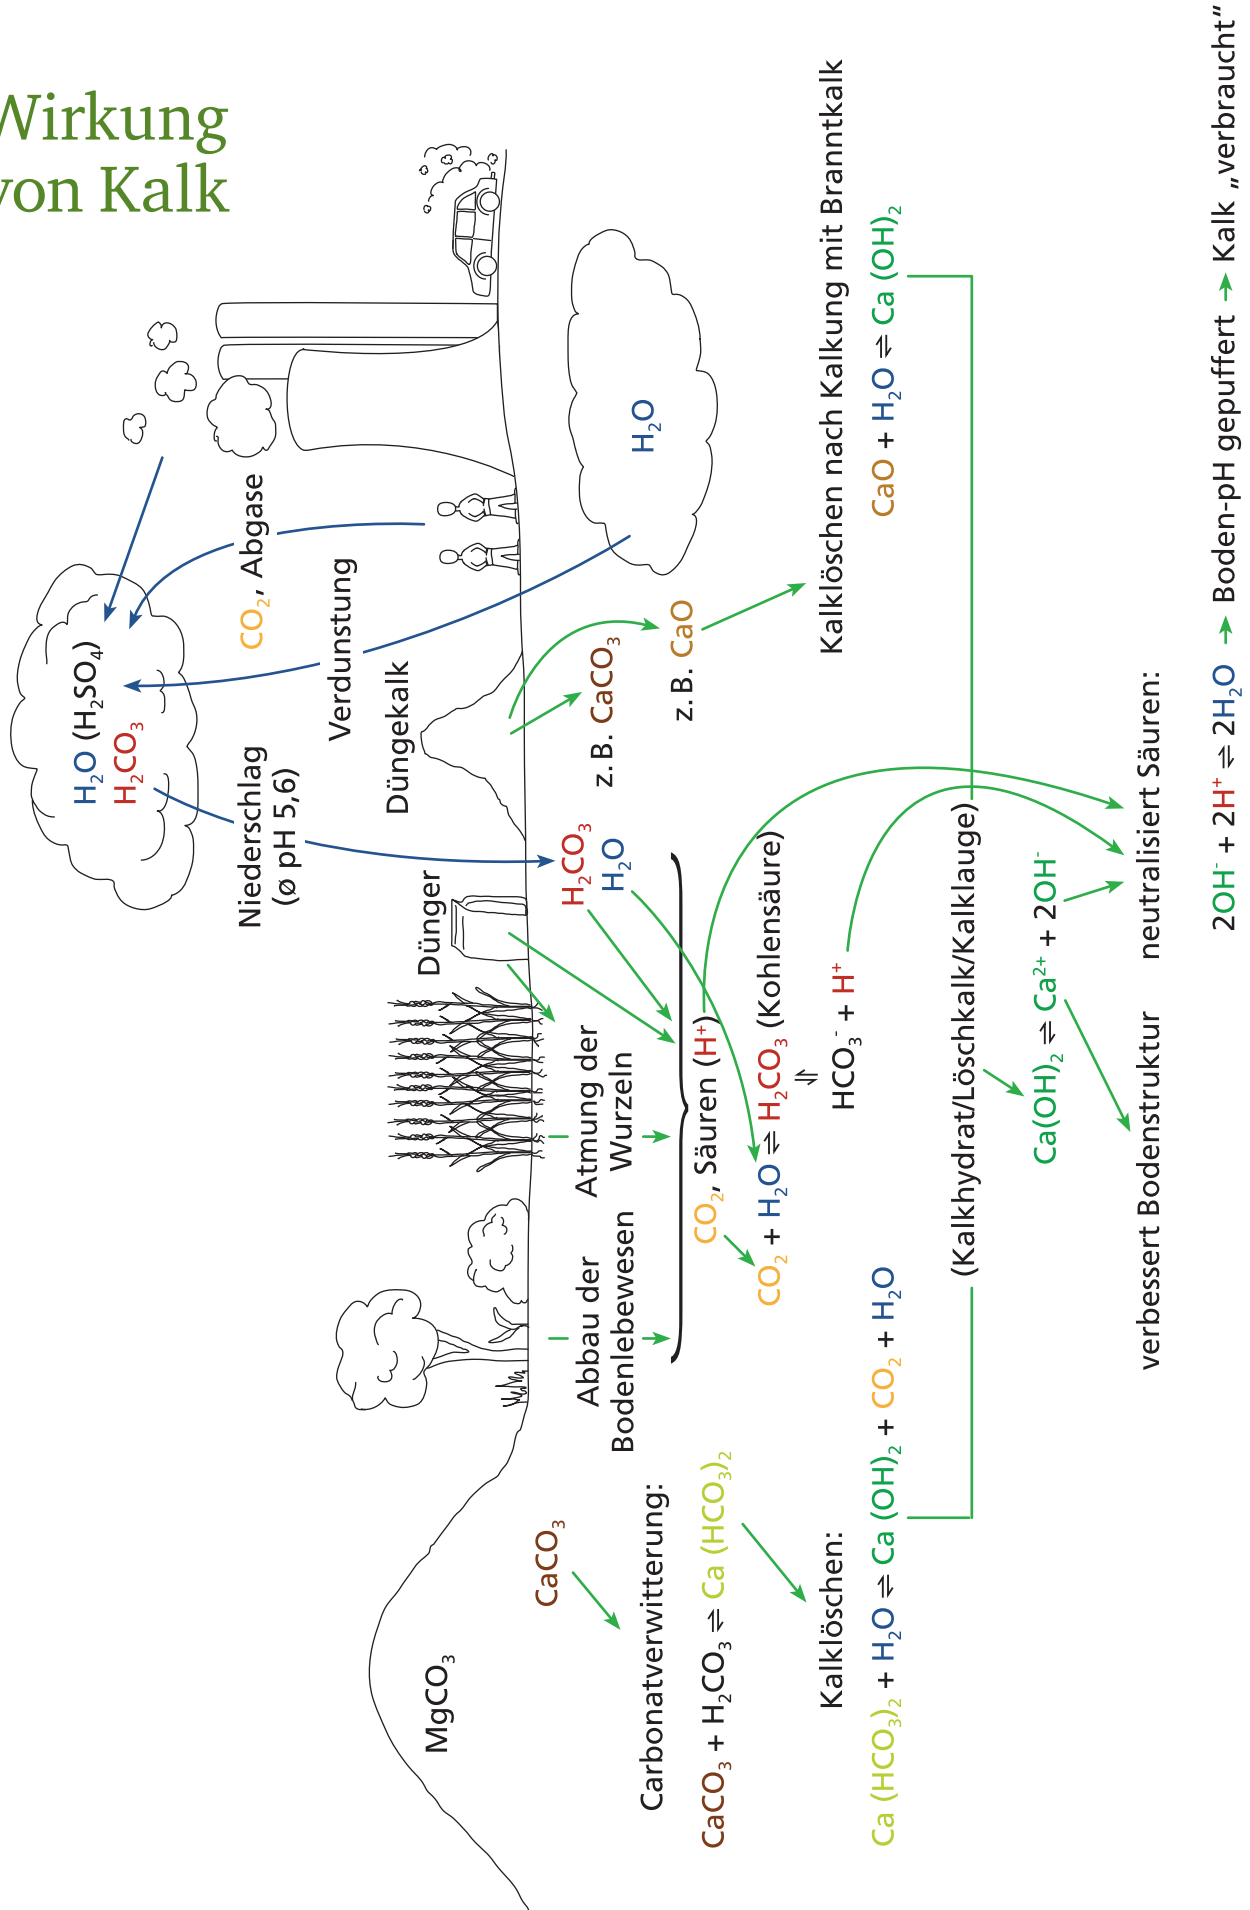 Wirkung
von Kalk
H₂O (H₂SO₄)
H₂CO₃
CO₂, Abgase
Niederschlag
(ø pH 5,6)
Verdunstung
Düngekalk
Dünger
MgCO₃
H₂O
CaCO₃
Abbau der
Bodenlebewesen
Atmung der
Wurzeln
H₂CO₃
H₂O
z. B. CaCO₃
z. B. CaO
Carbonatverwitterung:
CaCO₃ + H₂CO₃ ⇌ Ca (HCO₃)₂
CO₂, Säuren (H⁺)
CO₂ + H₂O ⇌ H₂CO₃ (Kohlensäure)
⇌
HCO₃⁻ + H⁺
Kalklöschen:
Ca (HCO₃)₂ + H₂O ⇌ Ca (OH)₂ + CO₂ + H₂O
Kalklöschen nach Kalkung mit Branntkalk
CaO + H₂O ⇌ Ca (OH)₂
(Kalkhydrat/Löschkalk/Kalklauge)
Ca(OH)₂ ⇌ Ca²⁺ + 2OH⁻
verbessert Bodenstruktur
neutralisiert Säuren:
2OH⁻ + 2H⁺ ⇌ 2H₂O → Boden-pH gepuffert → Kalk „verbraucht“